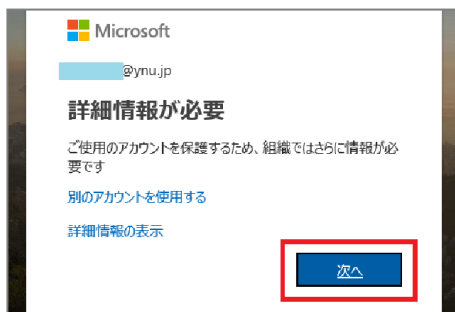 Microsoft
@ynu.jp
詳細情報が必要
ご使用のアカウントを保護するため、組織ではさらに情報が必
要です
別のアカウントを使用する
詳細情報の表示
次へ